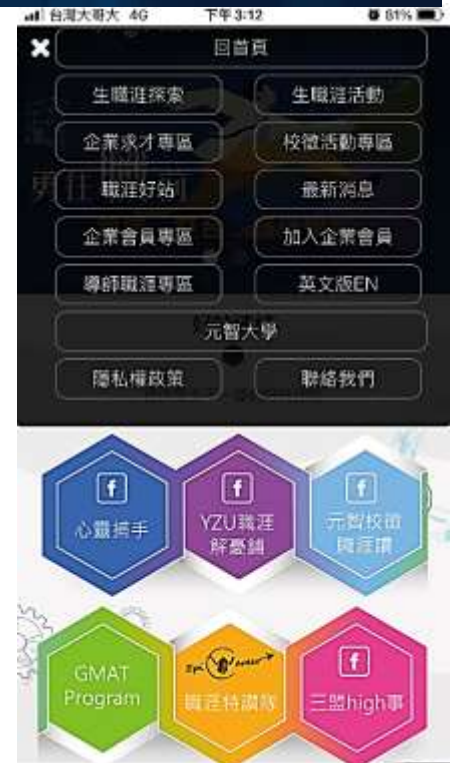 台灣大哥大 4G 下午 3:12 81%
回首頁
生職涯探索 生職涯活動
企業求才專區 校徵活動專區
職涯好站 最新消息
企業會員專區 加入企業會員
導師職涯專區 英文版EN
元智大學
隱私權政策 聯絡我們
心靈捕手
YZU職涯
解憂鋪
元智校徵
職涯讚
GMAT
Program
職涯特讚隊
三盟high事